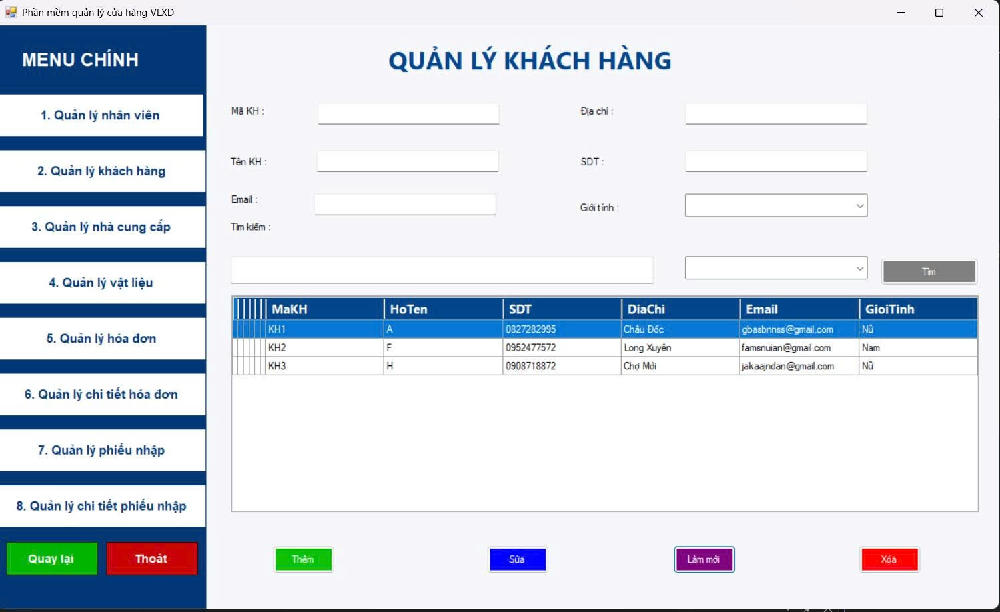 Phần mềm quản lý cửa hàng VLXD
MENU CHÍNH
1. Quản lý nhân viên
2. Quản lý khách hàng
3. Quản lý nhà cung cấp
4. Quản lý vật liệu
5. Quản lý hóa đơn
6. Quản lý chi tiết hóa đơn
7. Quản lý phiếu nhập
8. Quản lý chi tiết phiếu nhập
Quay lại Thoát
QUẢN LÝ KHÁCH HÀNG
Mã KH : Địa chỉ :
Tên KH : SDT :
Email : Giới tính :
Tìm kiếm :
Tìm
MaKH HoTen SDT DiaChi Email GioiTinh
KH1 A 0827282995 Châu Đốc gbasbnnss@gmail.com Nữ
KH2 F 0952477572 Long Xuyên famsnuian@gmail.com Nam
KH3 H 0908718872 Chợ Mới jakaajndan@gmail.com Nữ
Thêm Sửa Làm mới Xóa